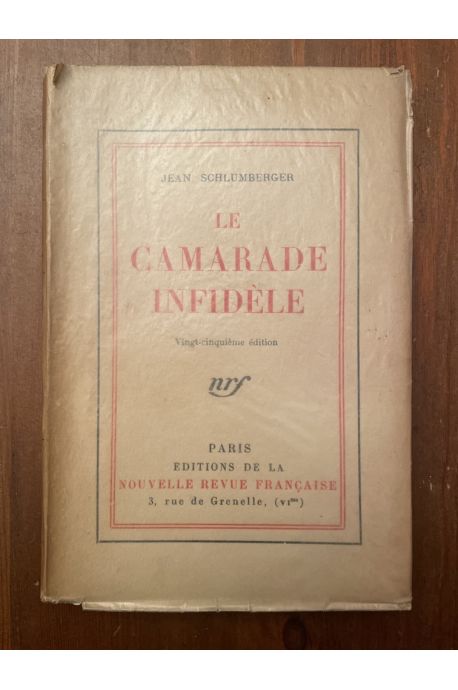 JEAN SCHLUMBERGER
LE
CAMARADE
INFIDÈLE
Vingt-cinquième édition
nrf
PARIS
EDITIONS DE LA
NOUVELLE REVUE FRANÇAISE
3, rue de Grenelle, (VIme)